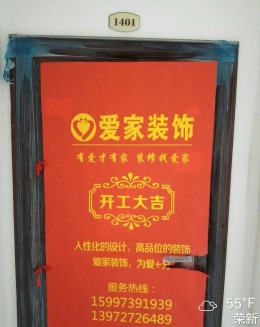 1401
爱家装饰
有爱才有家 装修找爱家
开工大吉
人性化的设计，高品位的装饰
爱家装饰，为爱+分
服务热线：
15997391939
13972726489
55°F
荣新